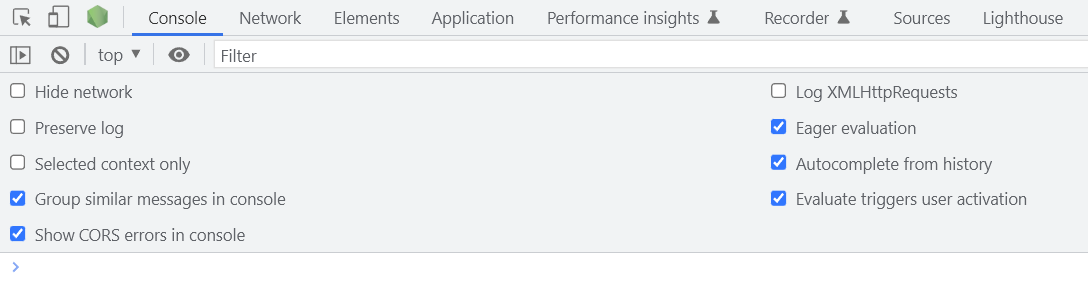 Console Network Elements Application Performance insights Recorder Sources Lighthouse
top Filter
Hide network Log XMLHttpRequests
Preserve log Eager evaluation
Selected context only Autocomplete from history
Group similar messages in console Evaluate triggers user activation
Show CORS errors in console